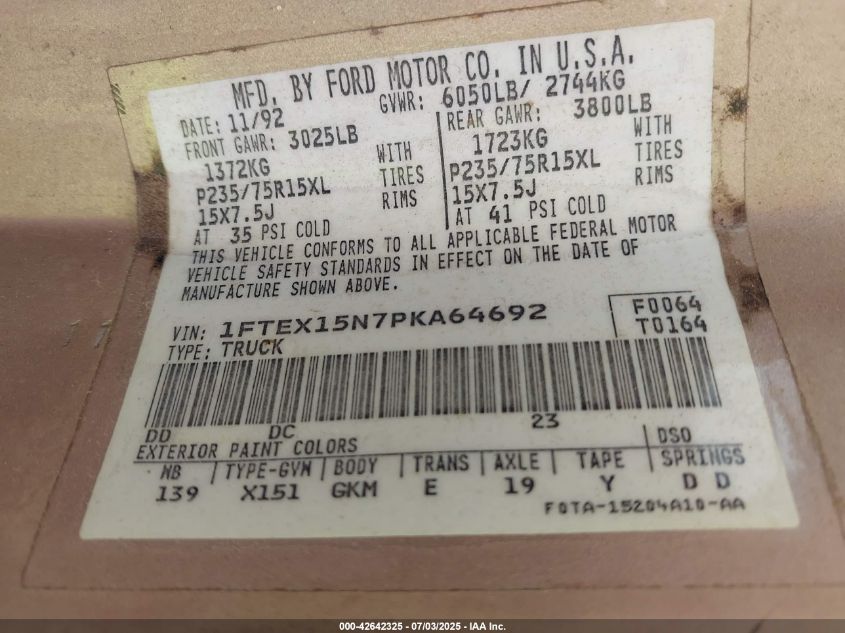 MFD. BY FORD MOTOR CO. IN U.S.A.
DATE: 11/92 GVWR: 6050LB/ 2744KG
FRONT GAWR: 3025LB REAR GAWR: 3800LB
1372KG WITH 1723KG WITH
P235/75R15XL TIRES P235/75R15XL TIRES
15X7.5J RIMS 15X7.5J RIMS
AT 35 PSI COLD AT 41 PSI COLD
THIS VEHICLE CONFORMS TO ALL APPLICABLE FEDERAL MOTOR
VEHICLE SAFETY STANDARDS IN EFFECT ON THE DATE OF
MANUFACTURE SHOWN ABOVE.
VIN: 1FTEX15N7PKA64692 F0064
TYPE: TRUCK T0164
DD DC 23
EXTERIOR PAINT COLORS DSO
WB TYPE-GVW BODY TRANS AXLE TAPE SPRINGS
139 X151 GKM E 19 Y D D
F0TA-15204A10-AA
000-42642325 - 07/03/2025 - IAA Inc.